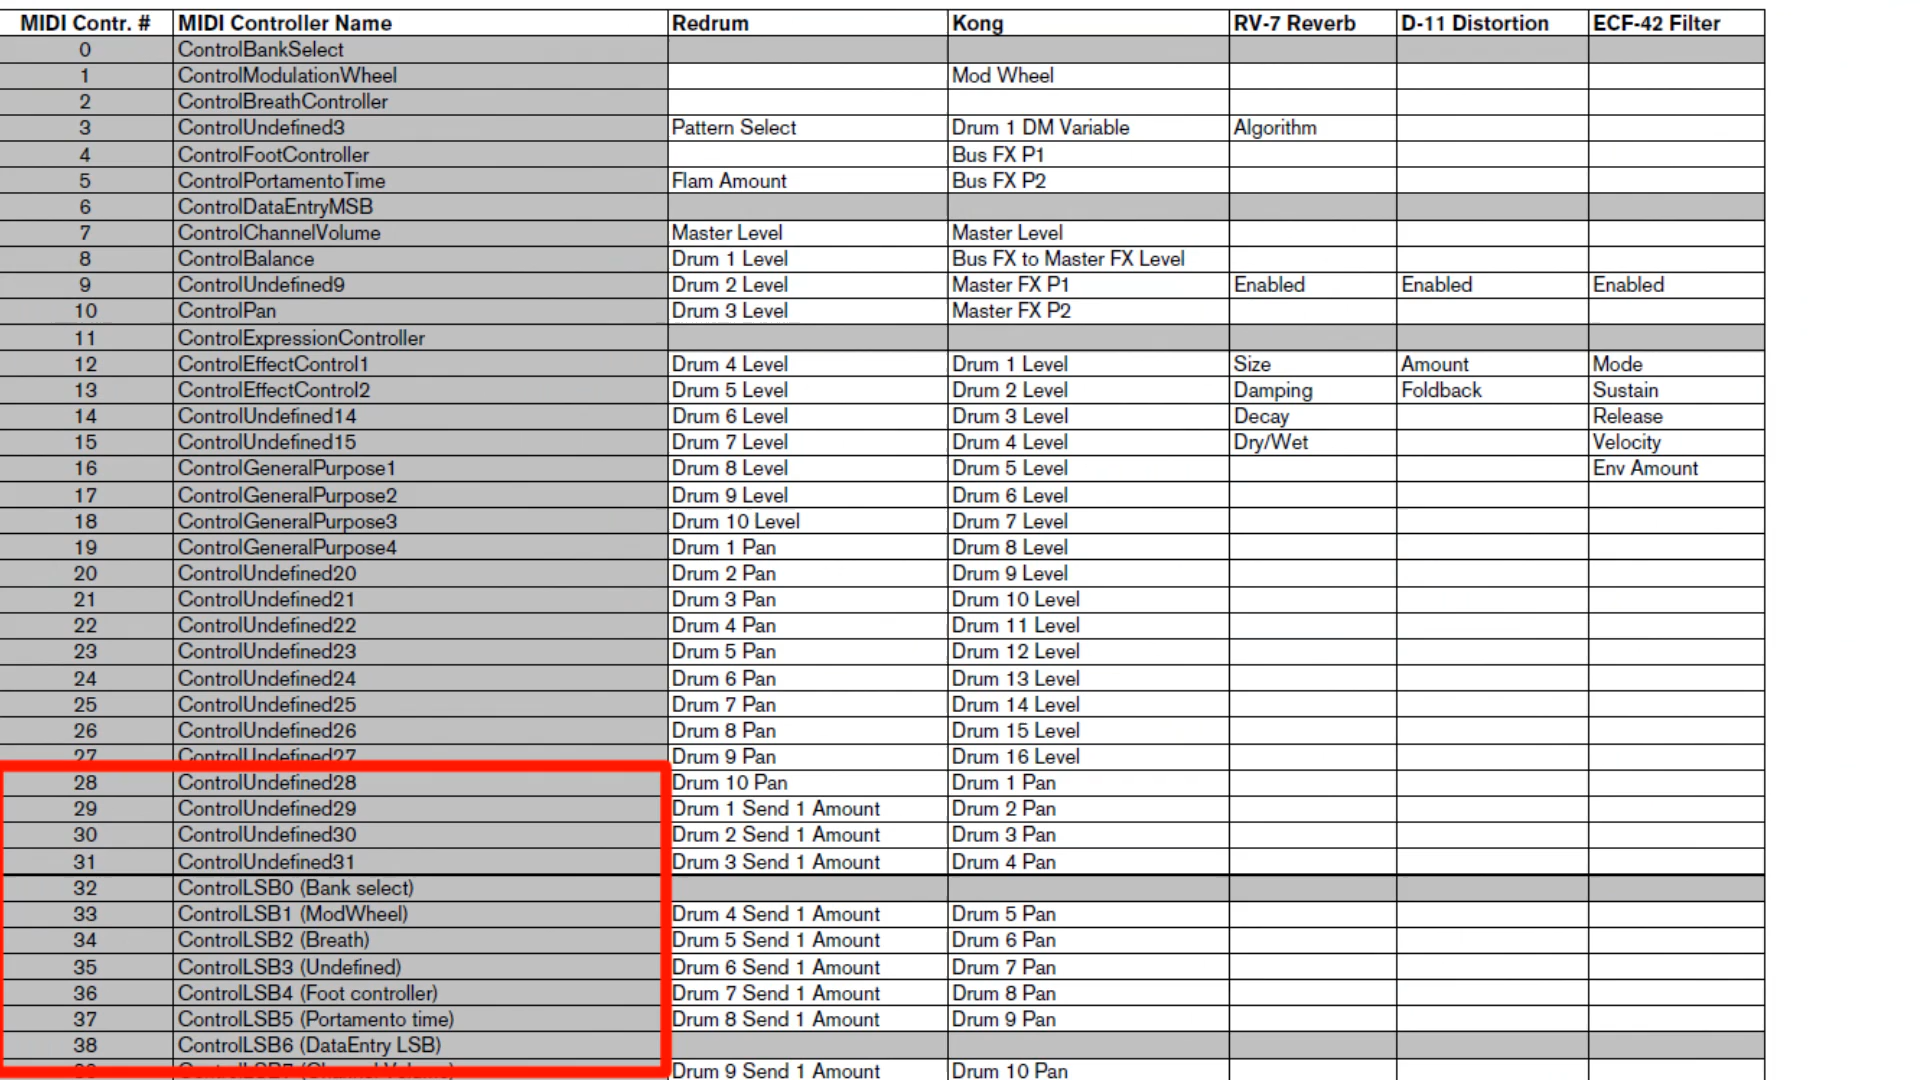 MIDI Contr. # MIDI Controller Name Redrum Kong RV-7 Reverb D-11 Distortion ECF-42 Filter
0 ControlBankSelect
1 ControlModulationWheel Mod Wheel
2 ControlBreathController
3 ControlUndefined3 Pattern Select Drum 1 DM Variable Algorithm
4 ControlFootController Bus FX P1
5 ControlPortamentoTime Flam Amount Bus FX P2
6 ControlDataEntryMSB
7 ControlChannelVolume Master Level Master Level
8 ControlBalance Drum 1 Level Bus FX to Master FX Level
9 ControlUndefined9 Drum 2 Level Master FX P1 Enabled Enabled Enabled
10 ControlPan Drum 3 Level Master FX P2
11 ControlExpressionController
12 ControlEffectControl1 Drum 4 Level Drum 1 Level Size Amount Mode
13 ControlEffectControl2 Drum 5 Level Drum 2 Level Damping Foldback Sustain
14 ControlUndefined14 Drum 6 Level Drum 3 Level Decay Release
15 ControlUndefined15 Drum 7 Level Drum 4 Level Dry/Wet Velocity
16 ControlGeneralPurpose1 Drum 8 Level Drum 5 Level Env Amount
17 ControlGeneralPurpose2 Drum 9 Level Drum 6 Level
18 ControlGeneralPurpose3 Drum 10 Level Drum 7 Level
19 ControlGeneralPurpose4 Drum 1 Pan Drum 8 Level
20 ControlUndefined20 Drum 2 Pan Drum 9 Level
21 ControlUndefined21 Drum 3 Pan Drum 10 Level
22 ControlUndefined22 Drum 4 Pan Drum 11 Level
23 ControlUndefined23 Drum 5 Pan Drum 12 Level
24 ControlUndefined24 Drum 6 Pan Drum 13 Level
25 ControlUndefined25 Drum 7 Pan Drum 14 Level
26 ControlUndefined26 Drum 8 Pan Drum 15 Level
27 ControlUndefined27 Drum 9 Pan Drum 16 Level
28 ControlUndefined28 Drum 10 Pan Drum 1 Pan
29 ControlUndefined29 Drum 1 Send 1 Amount Drum 2 Pan
30 ControlUndefined30 Drum 2 Send 1 Amount Drum 3 Pan
31 ControlUndefined31 Drum 3 Send 1 Amount Drum 4 Pan
32 ControlLSB0 (Bank select)
33 ControlLSB1 (ModWheel) Drum 4 Send 1 Amount Drum 5 Pan
34 ControlLSB2 (Breath) Drum 5 Send 1 Amount Drum 6 Pan
35 ControlLSB3 (Undefined) Drum 6 Send 1 Amount Drum 7 Pan
36 ControlLSB4 (Foot controller) Drum 7 Send 1 Amount Drum 8 Pan
37 ControlLSB5 (Portamento time) Drum 8 Send 1 Amount Drum 9 Pan
38 ControlLSB6 (DataEntry LSB)
Drum 9 Send 1 Amount Drum 10 Pan